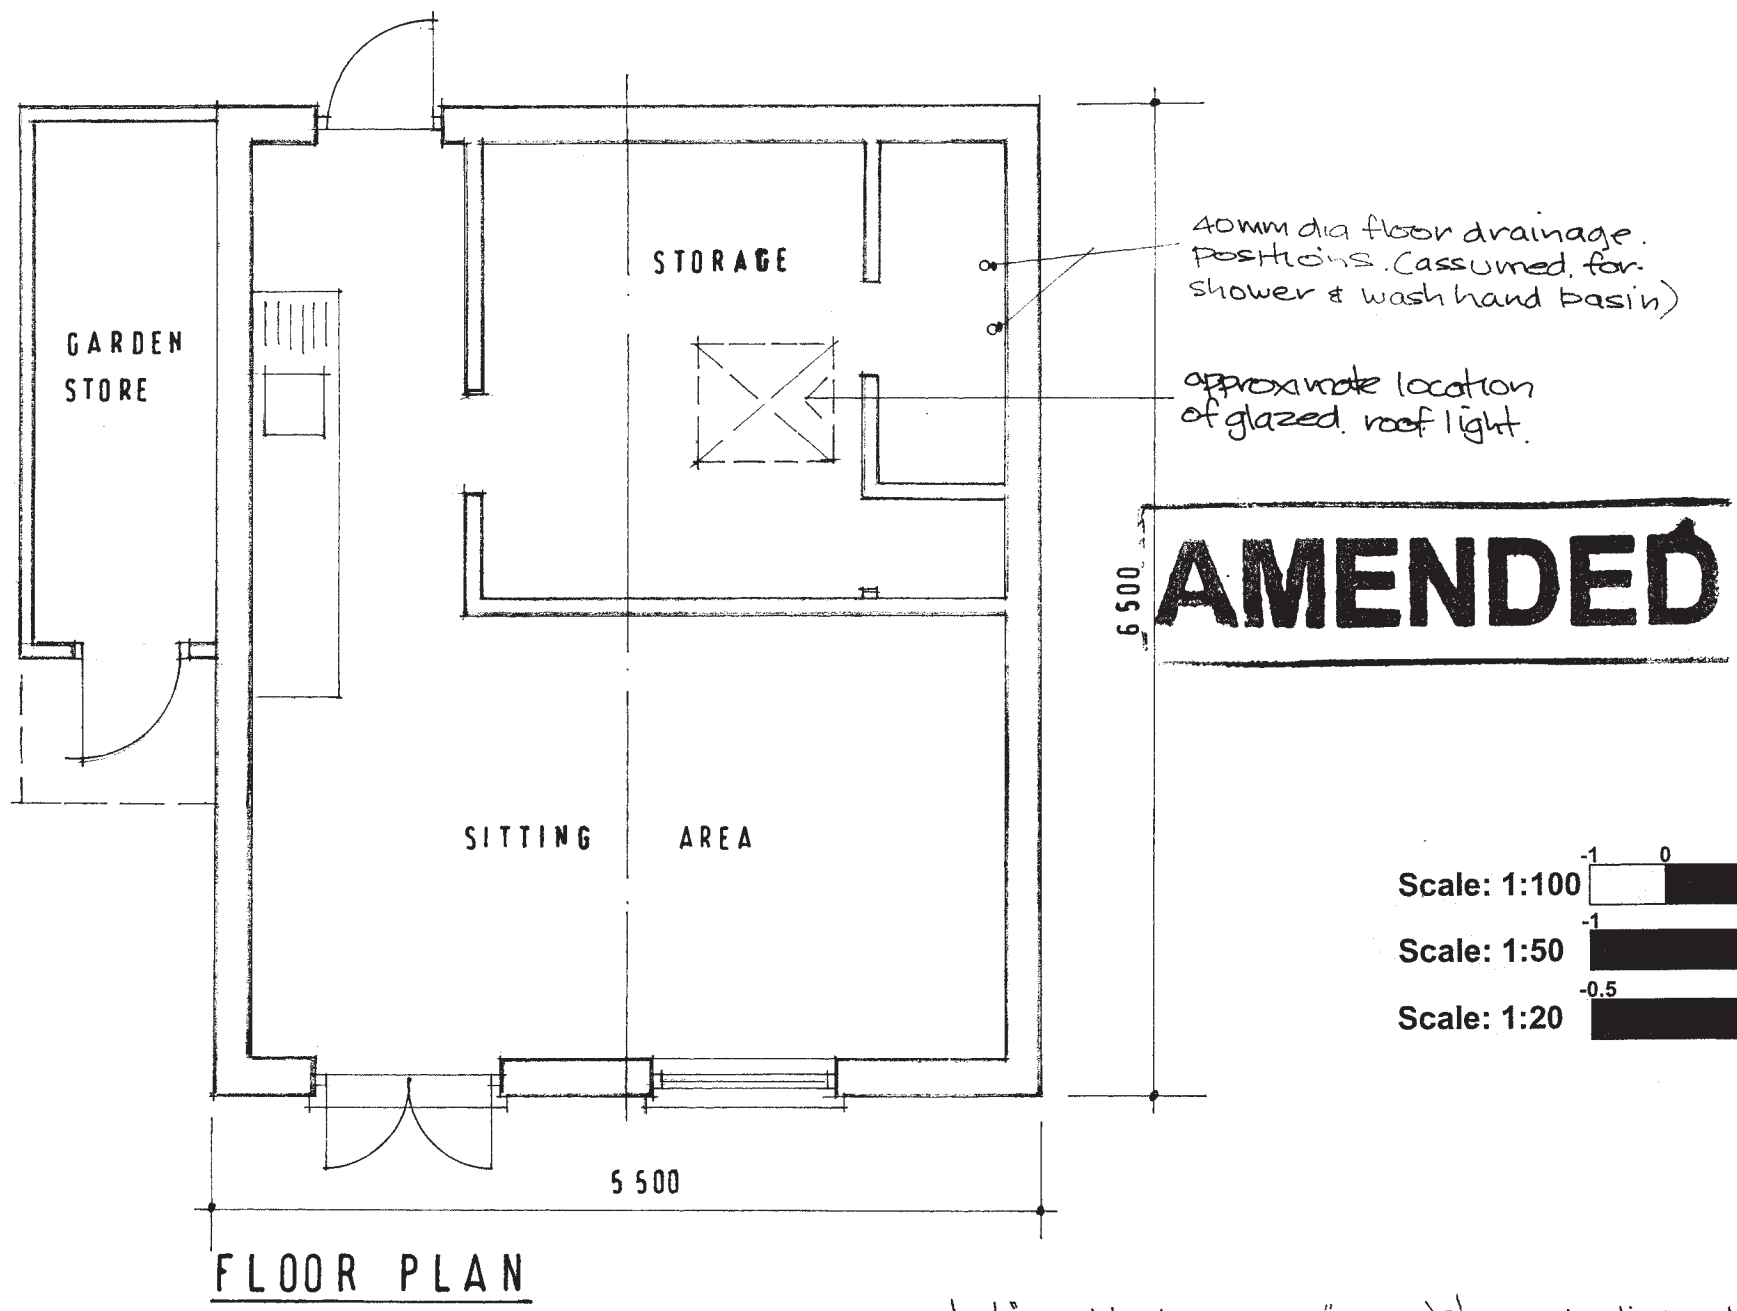 STORAGE
40mm dia floor drainage.
positions. (assumed. for.
shower & wash hand basin)
GARDEN
STORE
approximate location
of glazed. roof light.
AMENDED
6 500
SITTING AREA
-1 0
Scale: 1:100
-1
Scale: 1:50
-0.5
Scale: 1:20
5 500
FLOOR PLAN